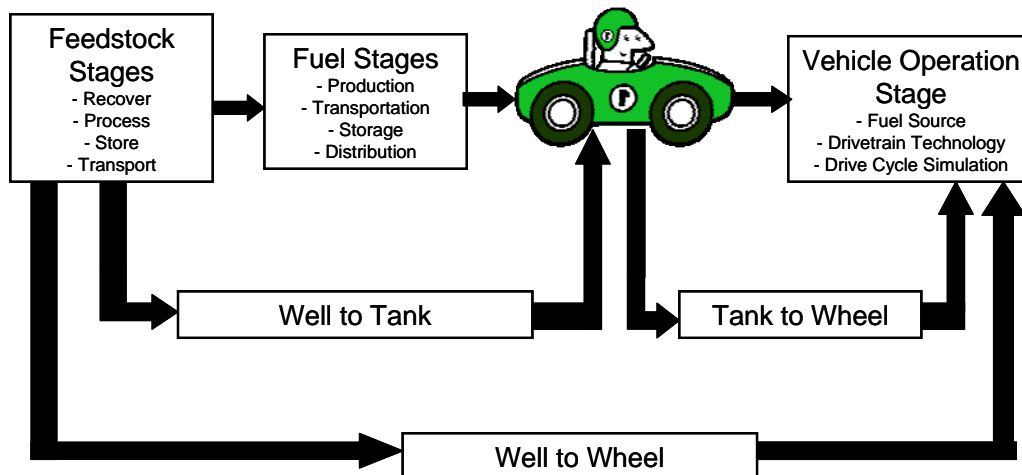 Feedstock
Stages
- Recover
- Process
- Store
- Transport
Fuel Stages
- Production
- Transportation
- Storage
- Distribution
Vehicle Operation
Stage
- Fuel Source
- Drivetrain Technology
- Drive Cycle Simulation
Well to Tank
Tank to Wheel
Well to Wheel